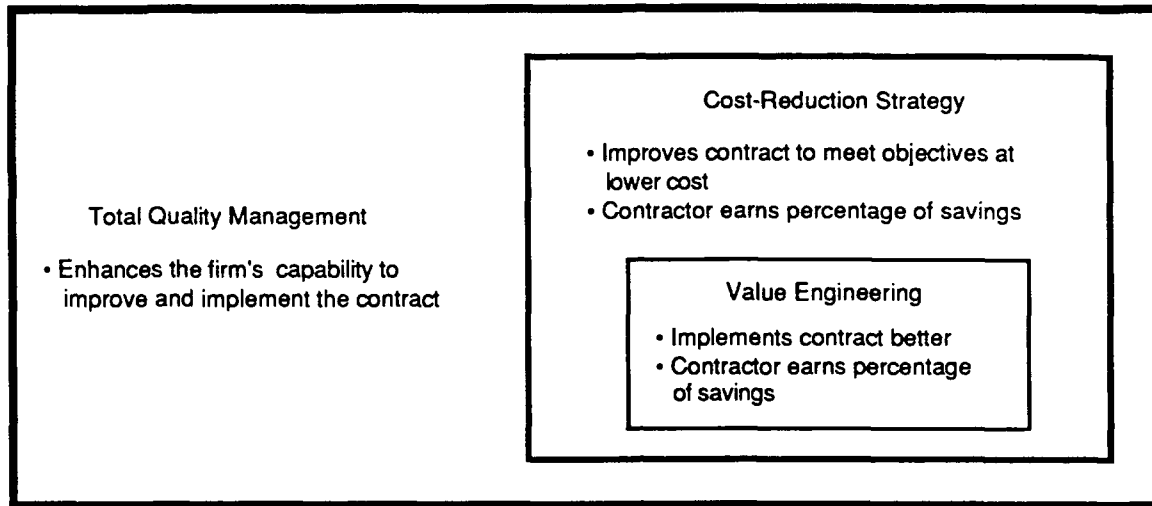 Total Quality Management
• Enhances the firm's capability to
improve and implement the contract
Cost-Reduction Strategy
• Improves contract to meet objectives at
lower cost
• Contractor earns percentage of savings
Value Engineering
• Implements contract better
• Contractor earns percentage
of savings